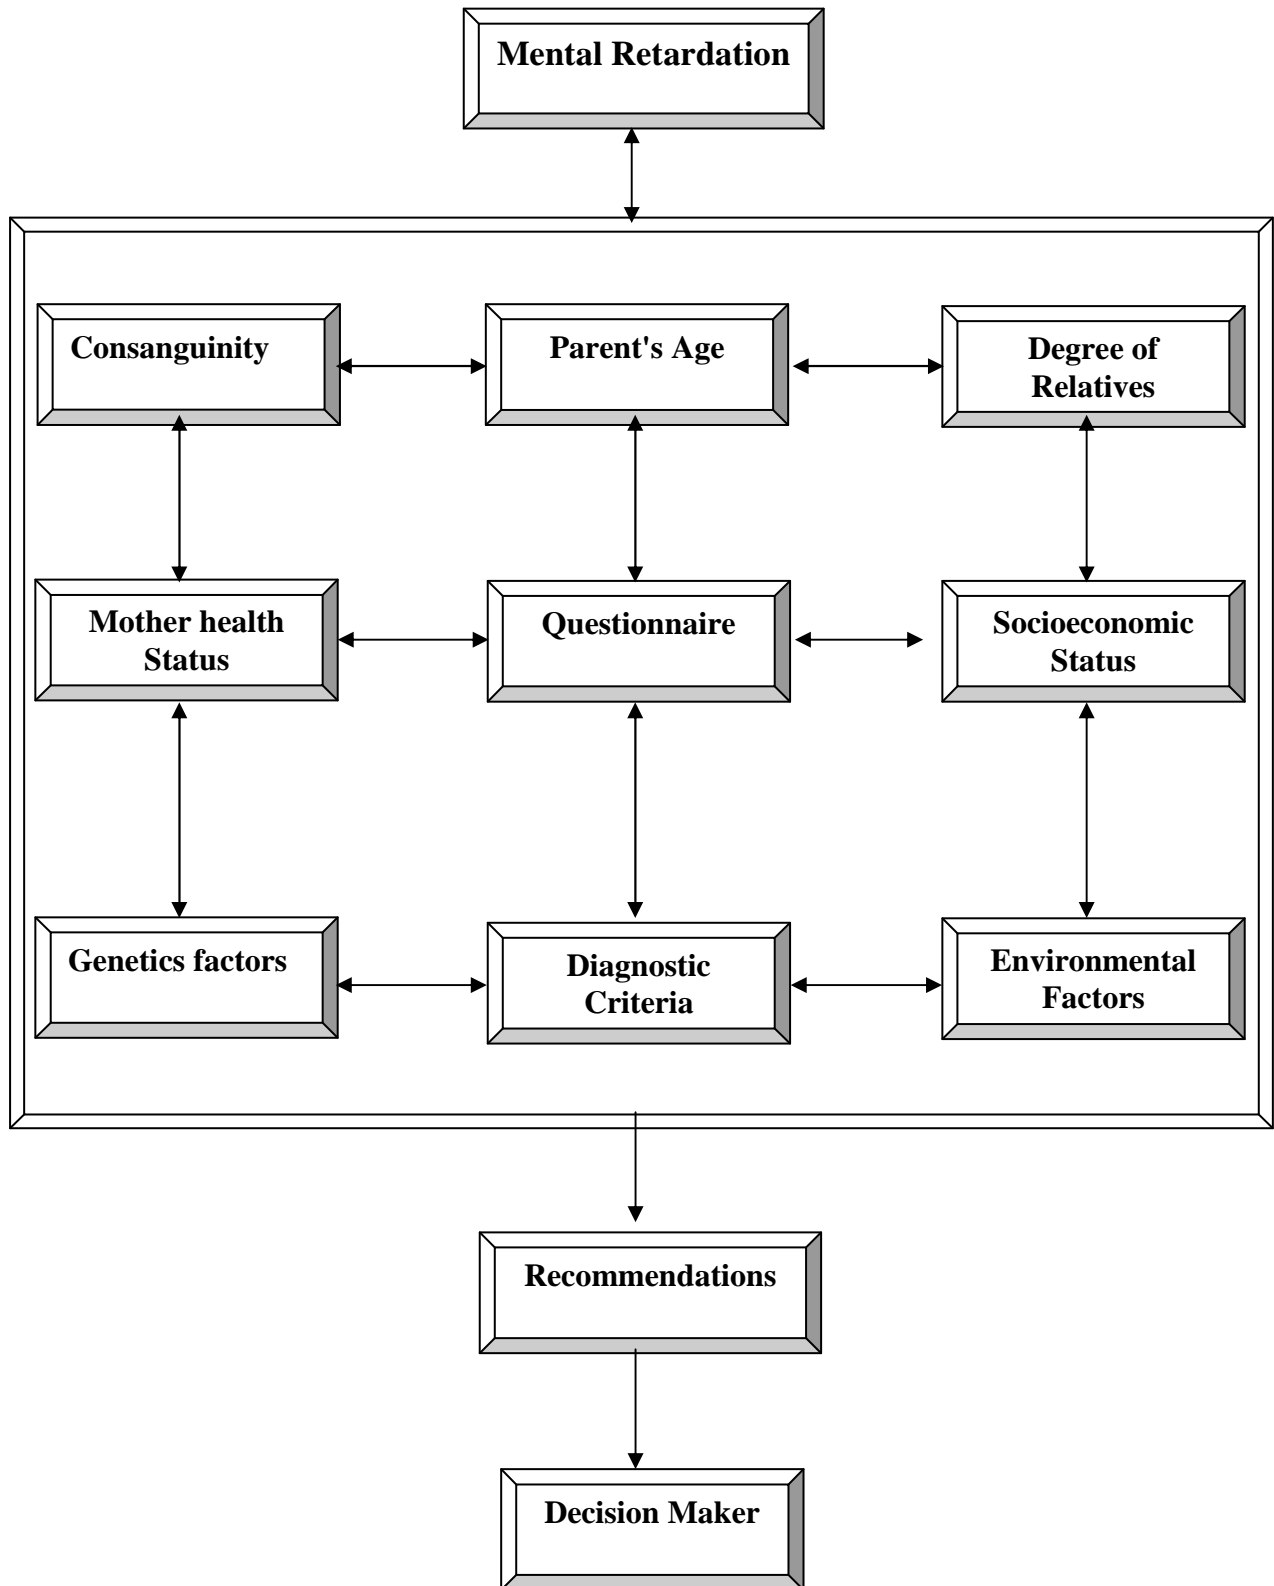 Mental Retardation
Consanguinity
Parent's Age
Degree of
Relatives
Mother health
Status
Questionnaire
Socioeconomic
Status
Genetics factors
Diagnostic
Criteria
Environmental
Factors
Recommendations
Decision Maker